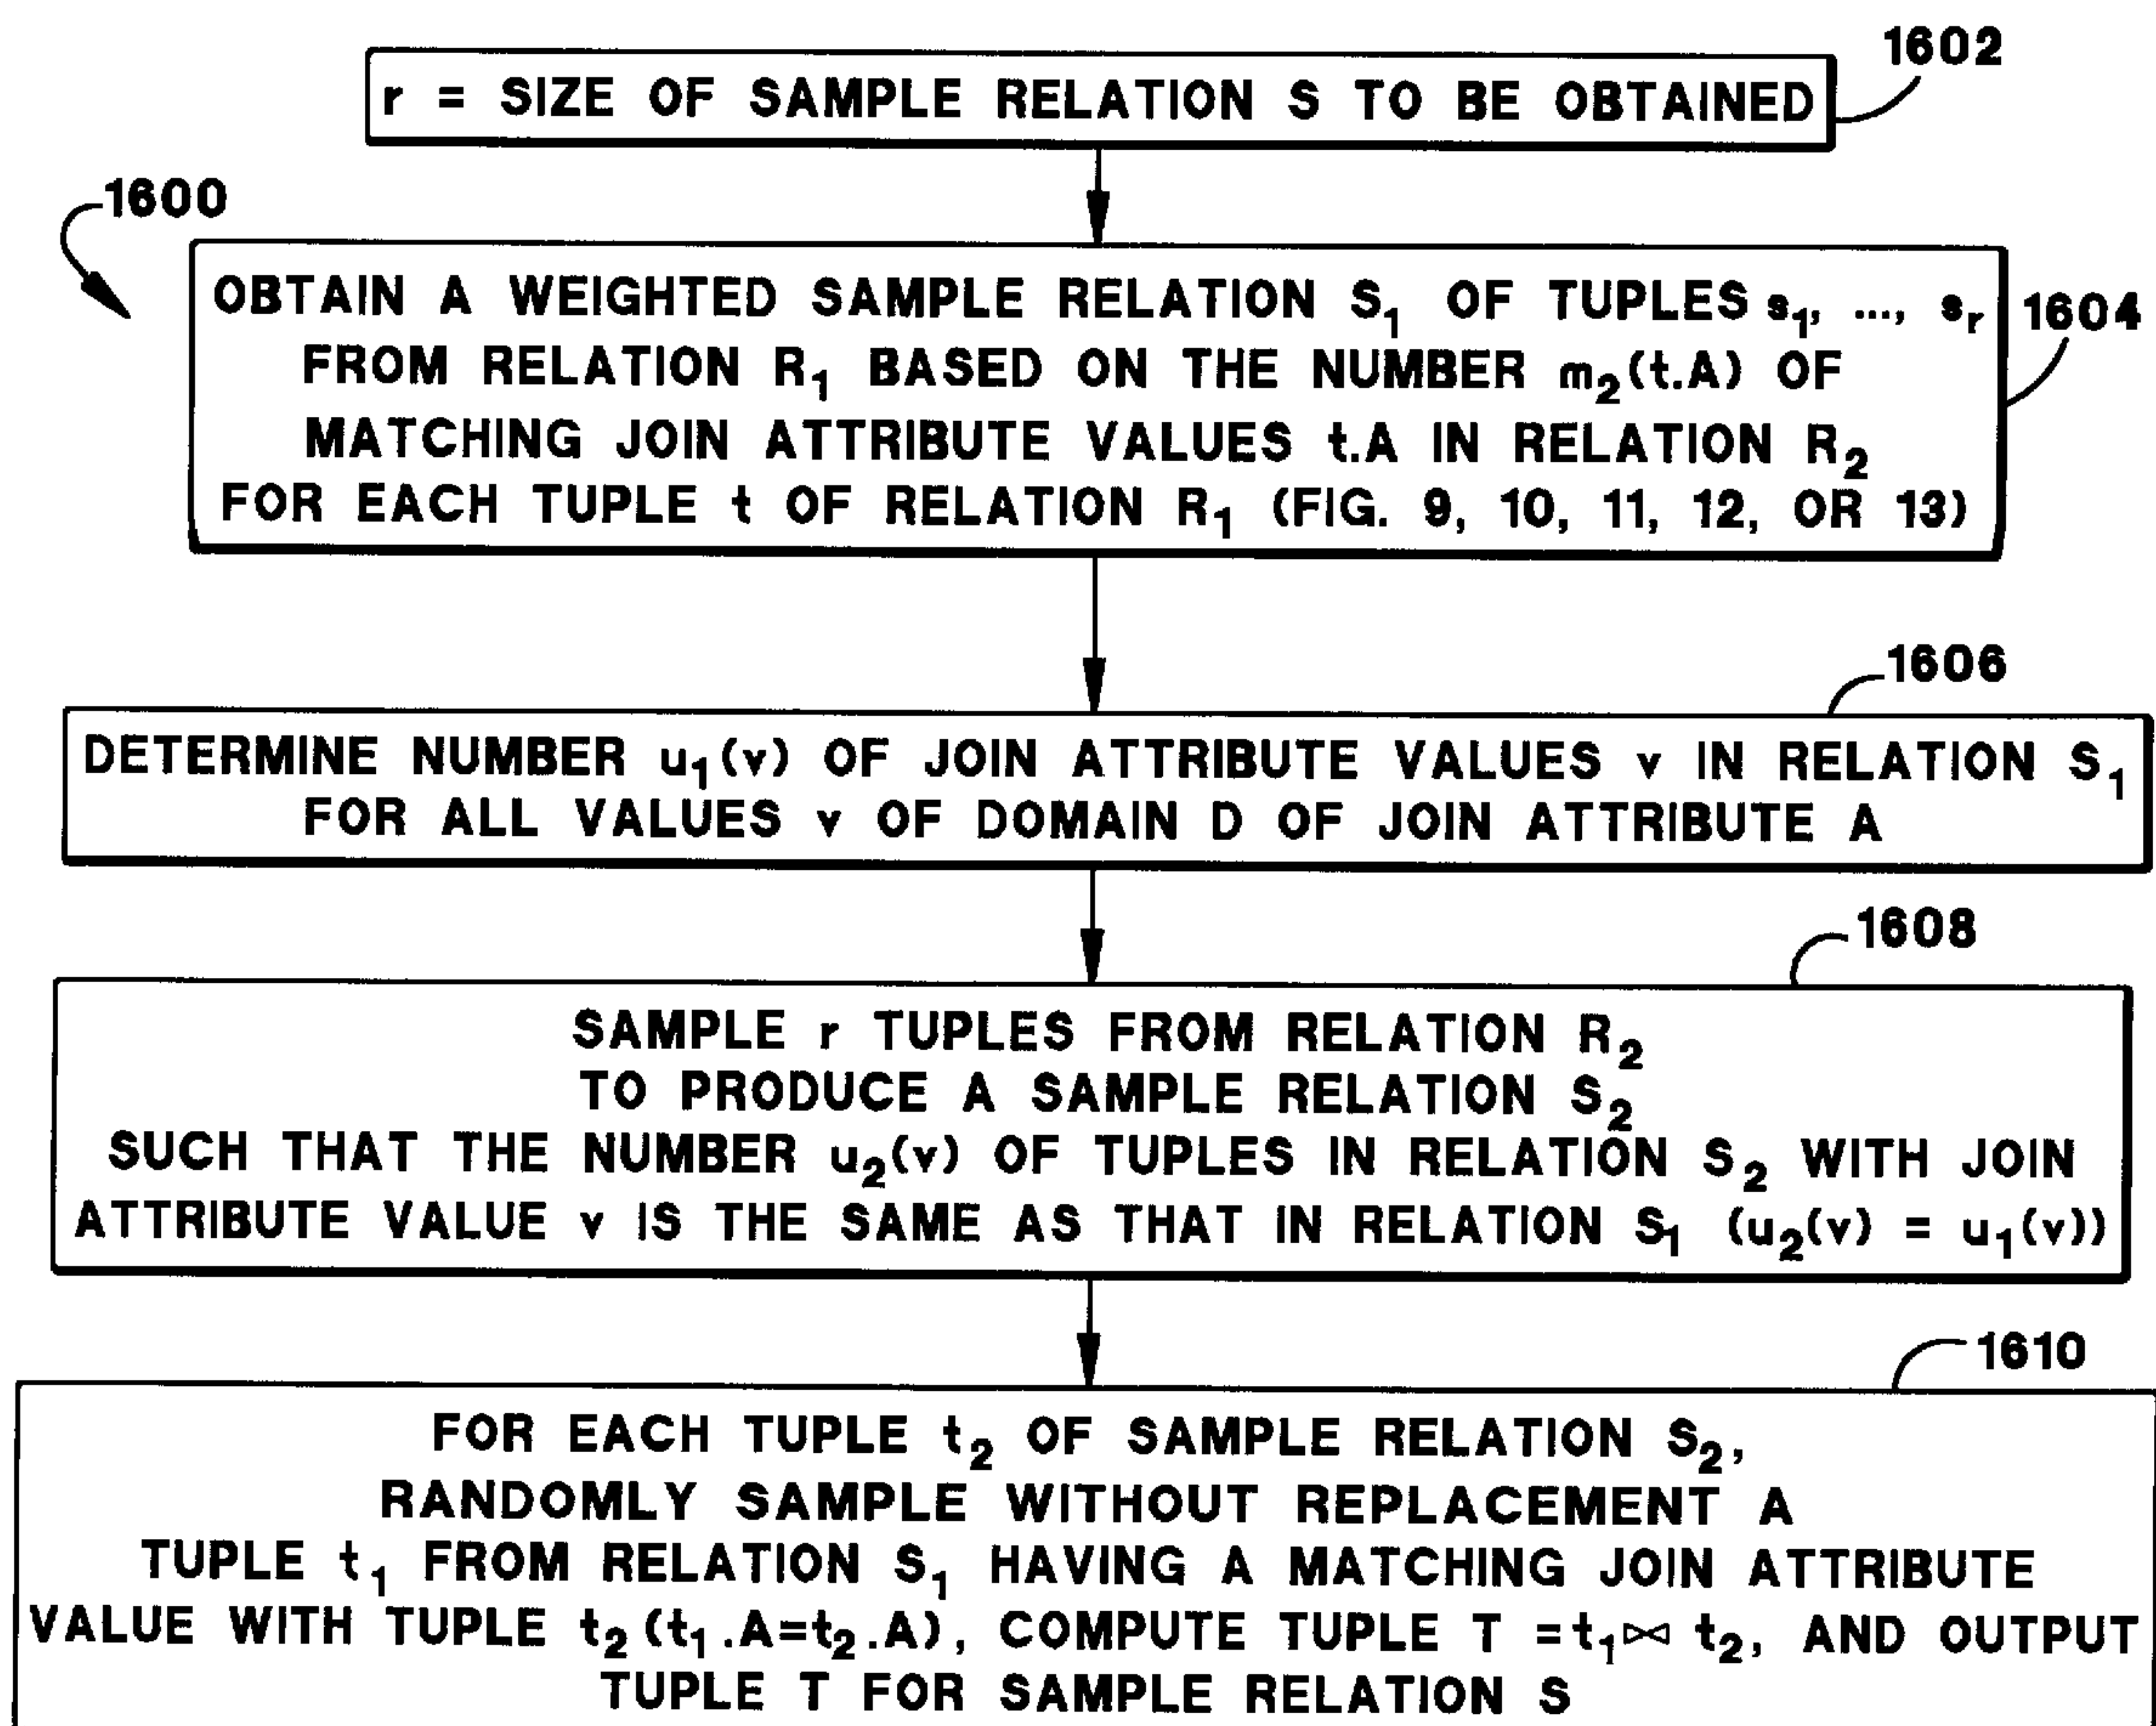 1602
r = SIZE OF SAMPLE RELATION S TO BE OBTAINED
1600
OBTAIN A WEIGHTED SAMPLE RELATION S₁ OF TUPLES s₁, ..., sᵣ
1604
FROM RELATION R₁ BASED ON THE NUMBER m₂(t.A) OF
MATCHING JOIN ATTRIBUTE VALUES t.A IN RELATION R₂
FOR EACH TUPLE t OF RELATION R₁ (FIG. 9, 10, 11, 12, OR 13)
1606
DETERMINE NUMBER u₁(v) OF JOIN ATTRIBUTE VALUES v IN RELATION S₁
FOR ALL VALUES v OF DOMAIN D OF JOIN ATTRIBUTE A
1608
SAMPLE r TUPLES FROM RELATION R₂
TO PRODUCE A SAMPLE RELATION S₂
SUCH THAT THE NUMBER u₂(v) OF TUPLES IN RELATION S₂ WITH JOIN
ATTRIBUTE VALUE v IS THE SAME AS THAT IN RELATION S₁ (u₂(v) = u₁(v))
1610
FOR EACH TUPLE t₂ OF SAMPLE RELATION S₂,
RANDOMLY SAMPLE WITHOUT REPLACEMENT A
TUPLE t₁ FROM RELATION S₁ HAVING A MATCHING JOIN ATTRIBUTE
VALUE WITH TUPLE t₂ (t₁.A=t₂.A), COMPUTE TUPLE T =t₁⋈ t₂, AND OUTPUT
TUPLE T FOR SAMPLE RELATION S